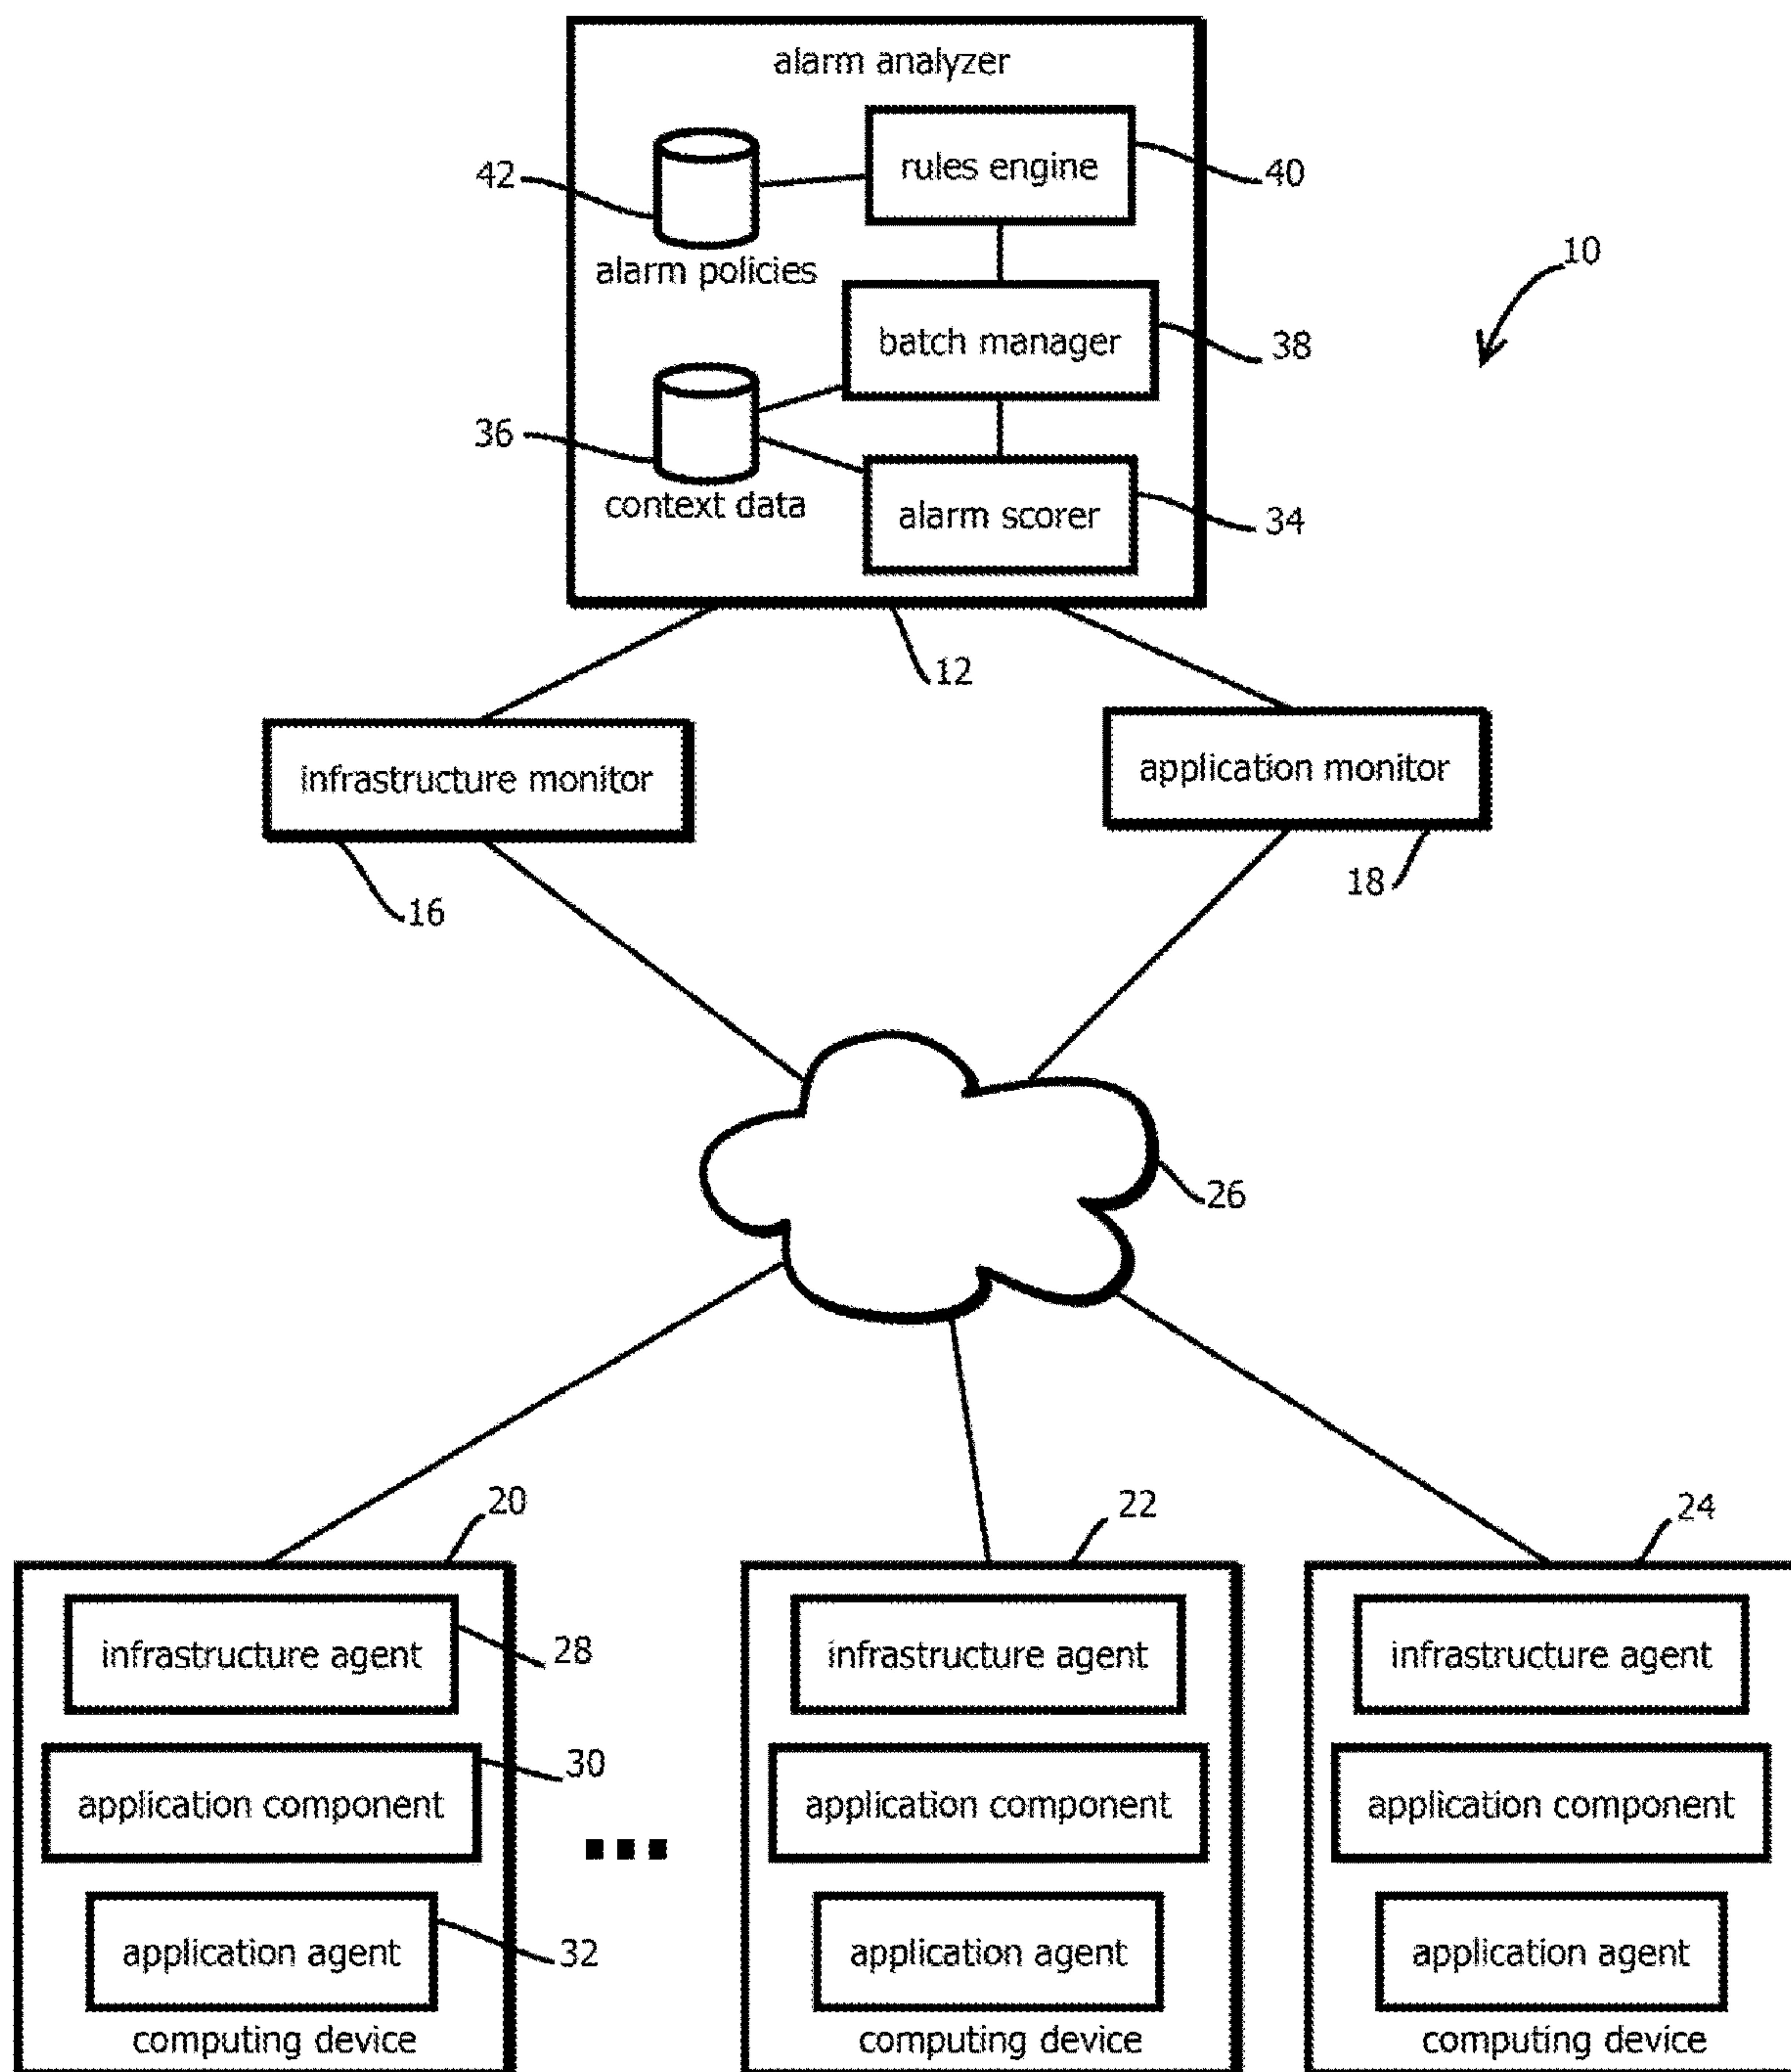 alarm analyzer
42
rules engine
40
alarm policies
10
batch manager
38
36
context data
alarm scorer
34
12
infrastructure monitor
application monitor
16
18
26
20
22
24
infrastructure agent
28
infrastructure agent
infrastructure agent
application component
30
application component
application component
application agent
32
application agent
application agent
computing device
computing device
computing device